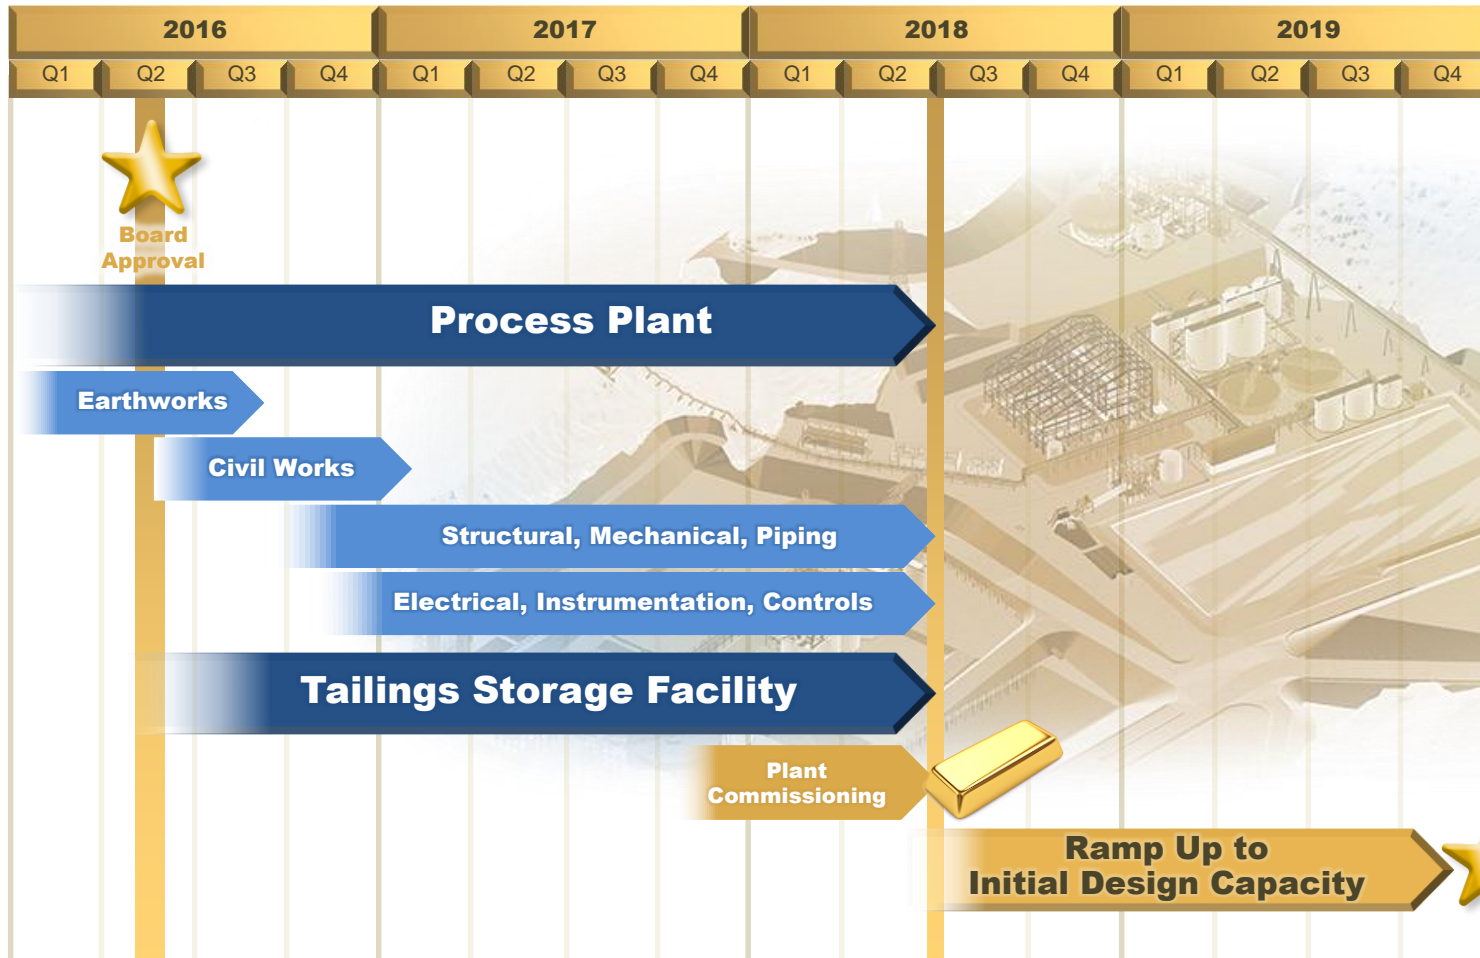 2016 2017 2018 2019
Q1 Q2 Q3 Q4 Q1 Q2 Q3 Q4 Q1 Q2 Q3 Q4 Q1 Q2 Q3 Q4
Board
Approval
Process Plant
Earthworks
Civil Works
Structural, Mechanical, Piping
Electrical, Instrumentation, Controls
Tailings Storage Facility
Plant
Commissioning
Ramp Up to
Initial Design Capacity